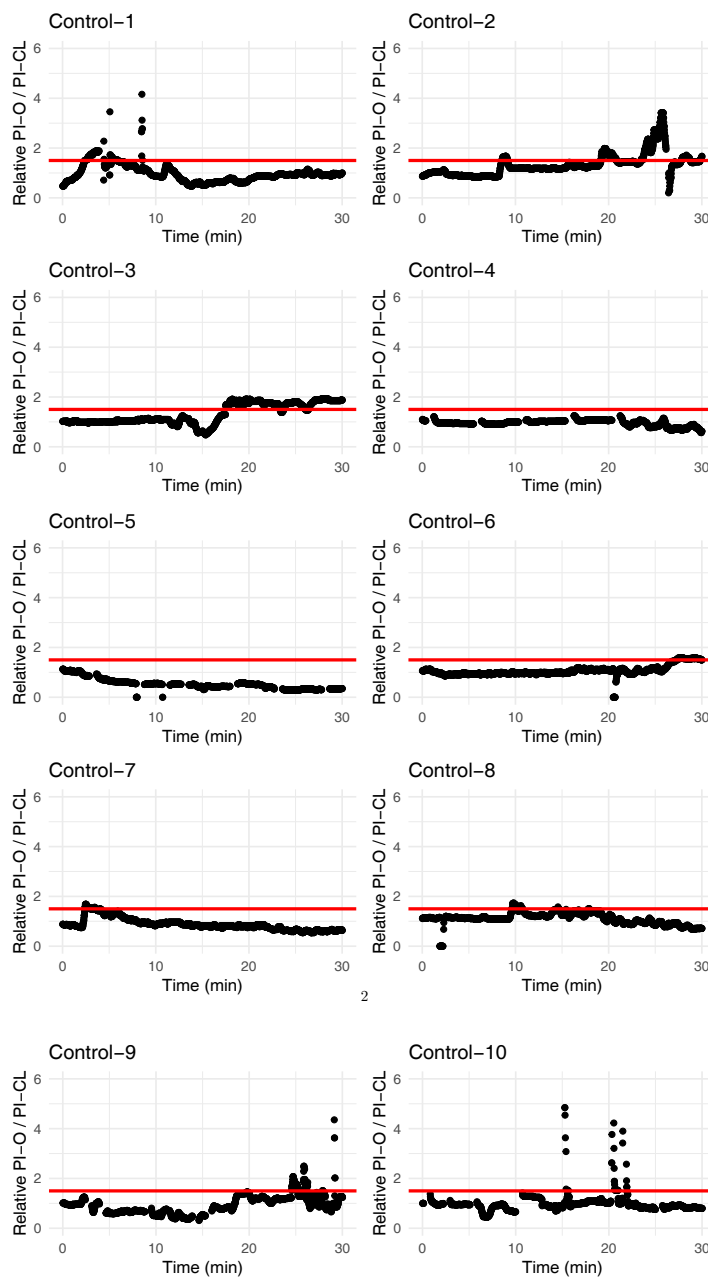 Control−1 Control−2
Relative PI−O / PI−CL Relative PI−O / PI−CL
6 6
4 4
2 2
0 0
0 10 20 30 0 10 20 30
Time (min) Time (min)
Control−3 Control−4
Relative PI−O / PI−CL Relative PI−O / PI−CL
6 6
4 4
2 2
0 0
0 10 20 30 0 10 20 30
Time (min) Time (min)
Control−5 Control−6
Relative PI−O / PI−CL Relative PI−O / PI−CL
6 6
4 4
2 2
0 0
0 10 20 30 0 10 20 30
Time (min) Time (min)
Control−7 Control−8
Relative PI−O / PI−CL Relative PI−O / PI−CL
6 6
4 4
2 2
0 0
0 10 20 30 0 10 20 30
Time (min) Time (min)
2
Control−9 Control−10
Relative PI−O / PI−CL Relative PI−O / PI−CL
6 6
4 4
2 2
0 0
0 10 20 30 0 10 20 30
Time (min) Time (min)